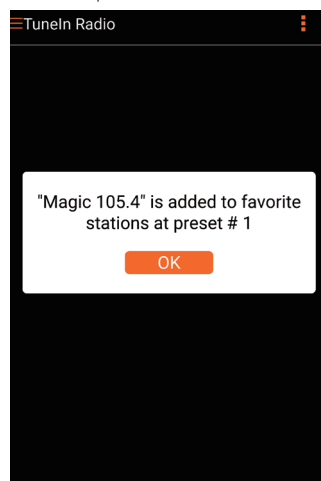 TuneIn Radio
"Magic 105.4" is added to favorite
stations at preset # 1
OK